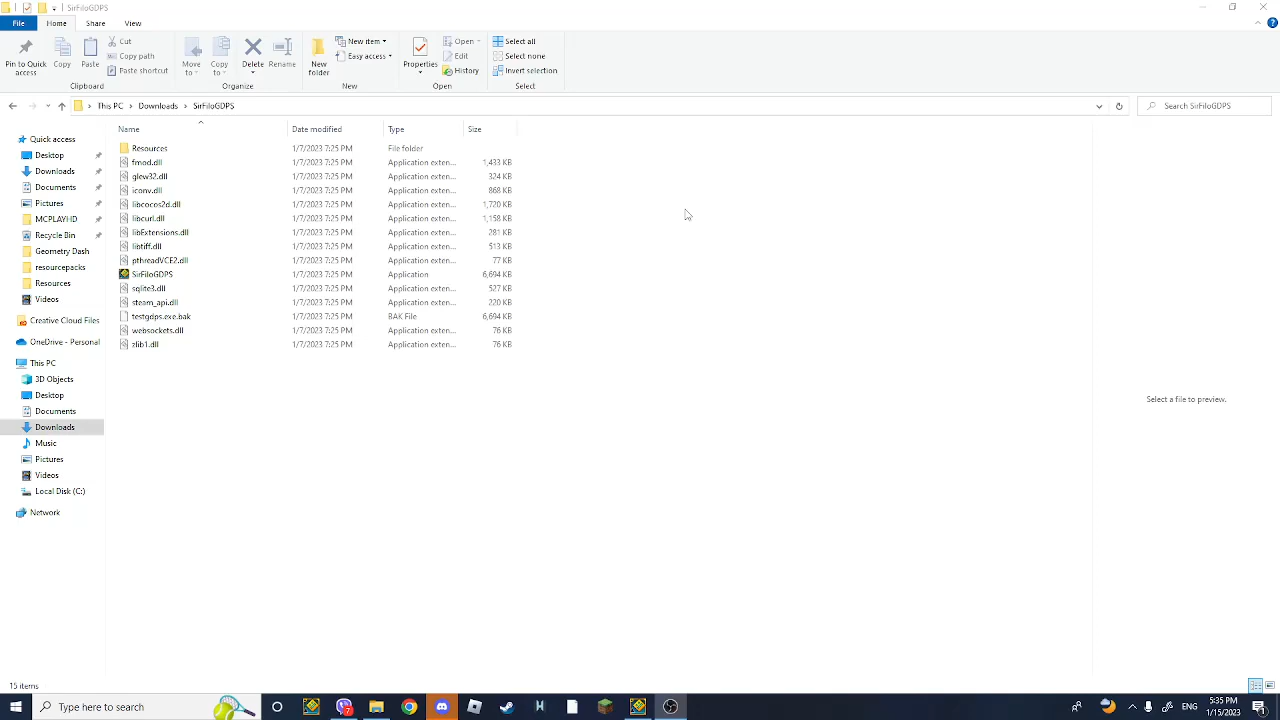 SirFiloGDPS
File Home Share View
Pin to Quick access
Copy
Paste
Cut
Copy path
Paste shortcut
Clipboard
Move to
Copy to
Delete
Rename
Organize
New folder
New item
Easy access
New
Properties
Open
Edit
History
Open
Select all
Select none
Invert selection
Select
This PC Downloads SirFiloGDPS
Search SirFiloGDPS
Name Date modified Type Size
Resources 1/7/2023 7:25 PM File folder
fmod.dll 1/7/2023 7:25 PM Application exten... 1,433 KB
glew32.dll 1/7/2023 7:25 PM Application exten... 324 KB
iconv.dll 1/7/2023 7:25 PM Application exten... 868 KB
libcocos2d.dll 1/7/2023 7:25 PM Application exten... 1,720 KB
libcurl.dll 1/7/2023 7:25 PM Application exten... 1,158 KB
libExtensions.dll 1/7/2023 7:25 PM Application exten... 281 KB
libtiff.dll 1/7/2023 7:25 PM Application exten... 513 KB
pthreadVCE2.dll 1/7/2023 7:25 PM Application exten... 77 KB
SirFiloGDPS 1/7/2023 7:25 PM Application 6,694 KB
sqlite3.dll 1/7/2023 7:25 PM Application exten... 527 KB
steam_api.dll 1/7/2023 7:25 PM Application exten... 220 KB
testgdps.exe.bak 1/7/2023 7:25 PM BAK File 6,694 KB
websockets.dll 1/7/2023 7:25 PM Application exten... 76 KB
zlib1.dll 1/7/2023 7:25 PM Application exten... 76 KB
Quick access
Desktop
Downloads
Documents
Pictures
MCPLAYHD
Recycle Bin
Geometry Dash
resourcepacks
Resources
Videos
Creative Cloud Files
OneDrive - Personal
This PC
3D Objects
Desktop
Documents
Downloads
Music
Pictures
Videos
Local Disk (C:)
Network
Select a file to preview.
15 items
Type here to search
ENG
5:35 PM
1/15/2023